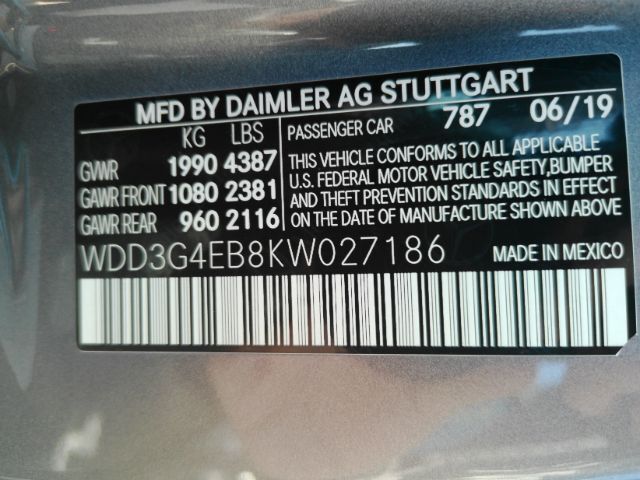 MFD BY DAIMLER AG STUTTGART
KG LBS
GVWR 1990 4387
GAWR FRONT 1080 2381
GAWR REAR 960 2116
PASSENGER CAR 787 06/19
THIS VEHICLE CONFORMS TO ALL APPLICABLE
U.S. FEDERAL MOTOR VEHICLE SAFETY,BUMPER
AND THEFT PREVENTION STANDARDS IN EFFECT
ON THE DATE OF MANUFACTURE SHOWN ABOVE
WDD3G4EB8KW027186 MADE IN MEXICO